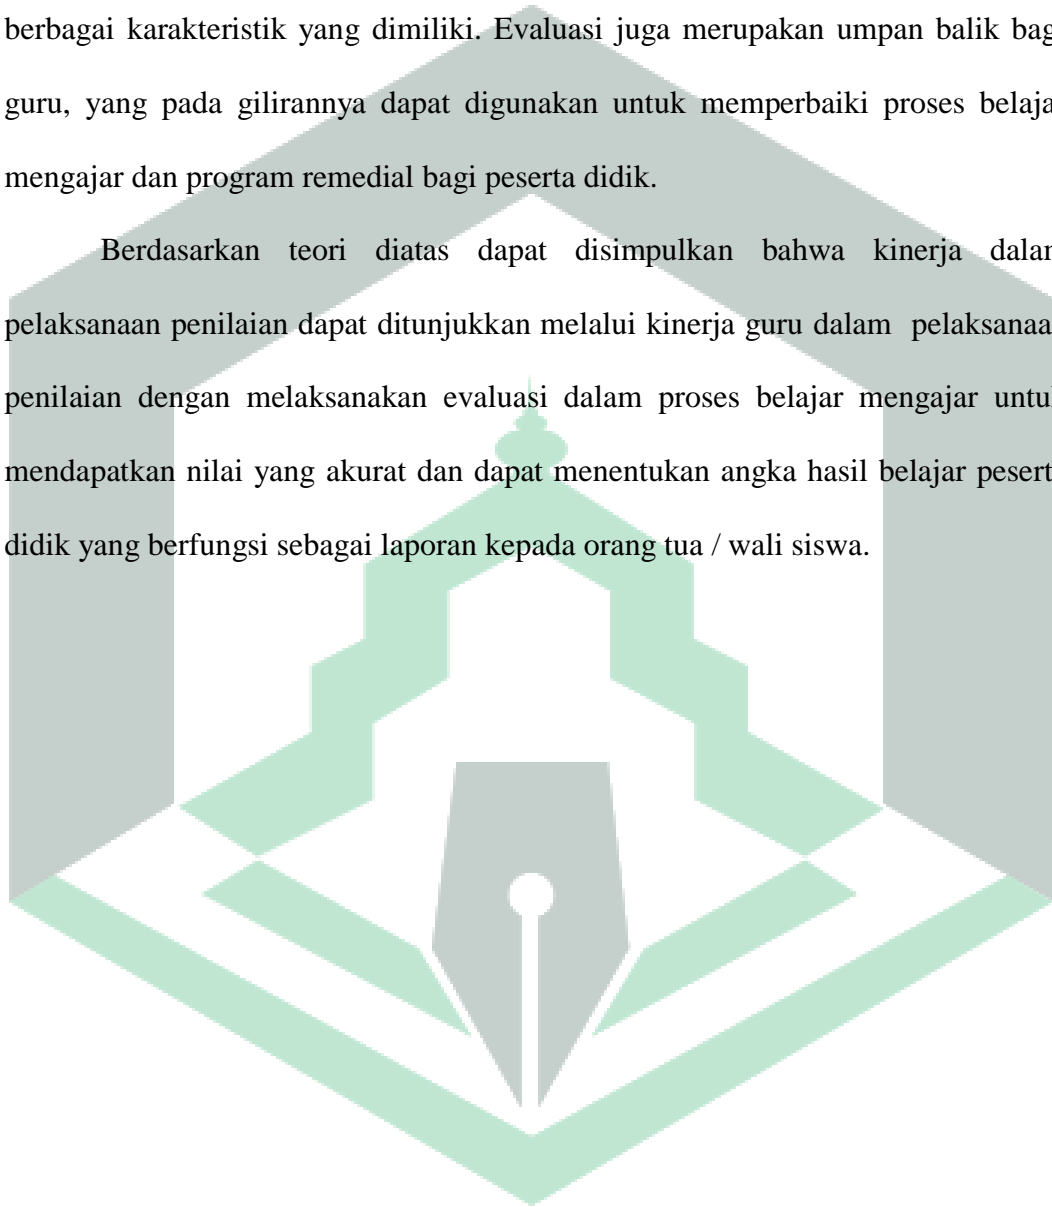 berbagai karakteristik yang dimiliki. Evaluasi juga merupakan umpan balik bag
guru, yang pada gilirannya dapat digunakan untuk memperbaiki proses belaja
mengajar dan program remedial bagi peserta didik.
Berdasarkan teori diatas dapat disimpulkan bahwa kinerja dalam
pelaksanaan penilaian dapat ditunjukkan melalui kinerja guru dalam pelaksanaa
penilaian dengan melaksanakan evaluasi dalam proses belajar mengajar untuk
mendapatkan nilai yang akurat dan dapat menentukan angka hasil belajar pesert
didik yang berfungsi sebagai laporan kepada orang tua / wali siswa.